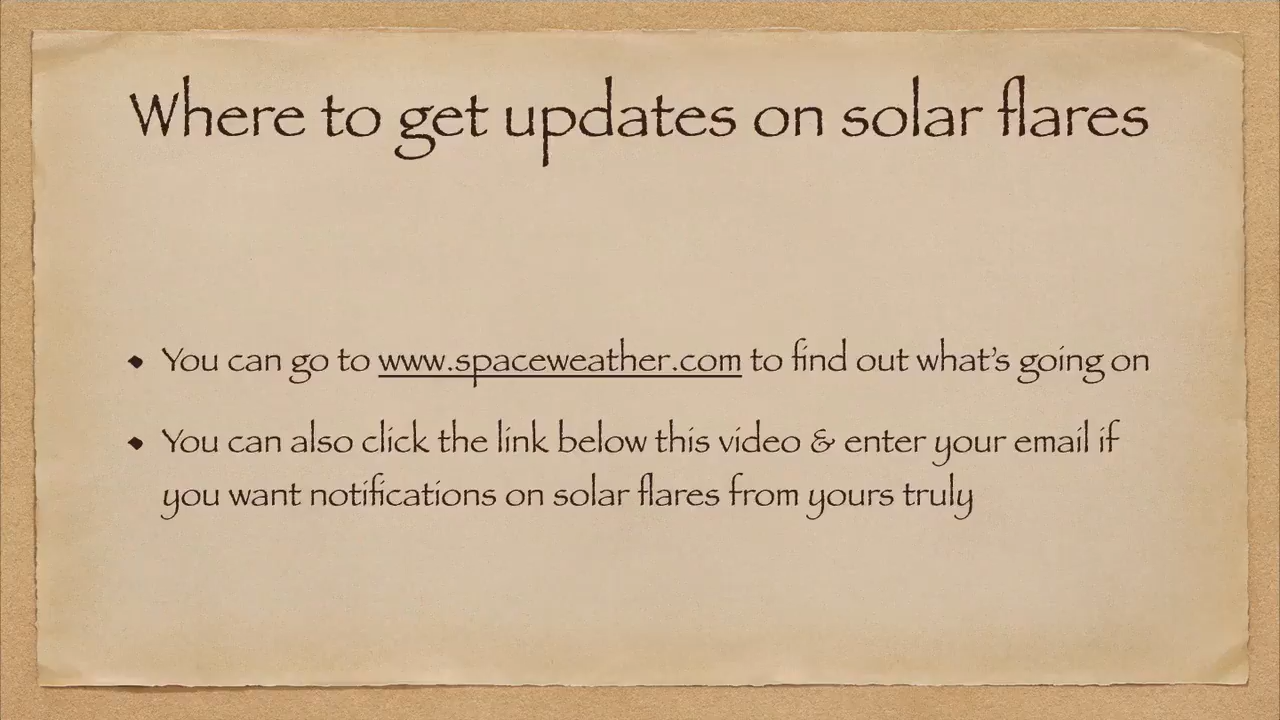 Where to get updates on solar flares
• You can go to www.spaceweather.com to find out what's going on
• You can also click the link below this video & enter your email if
you want notifications on solar flares from yours truly